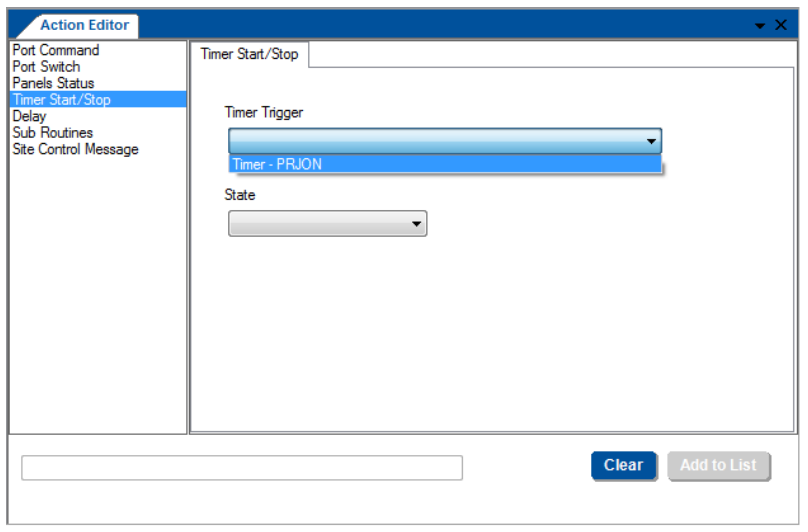 Action Editor
Port Command
Port Switch
Panels Status
Timer Start/Stop
Delay
Sub Routines
Site Control Message
Timer Start/Stop
Timer Trigger
Timer - PRJON
State
Clear
Add to List